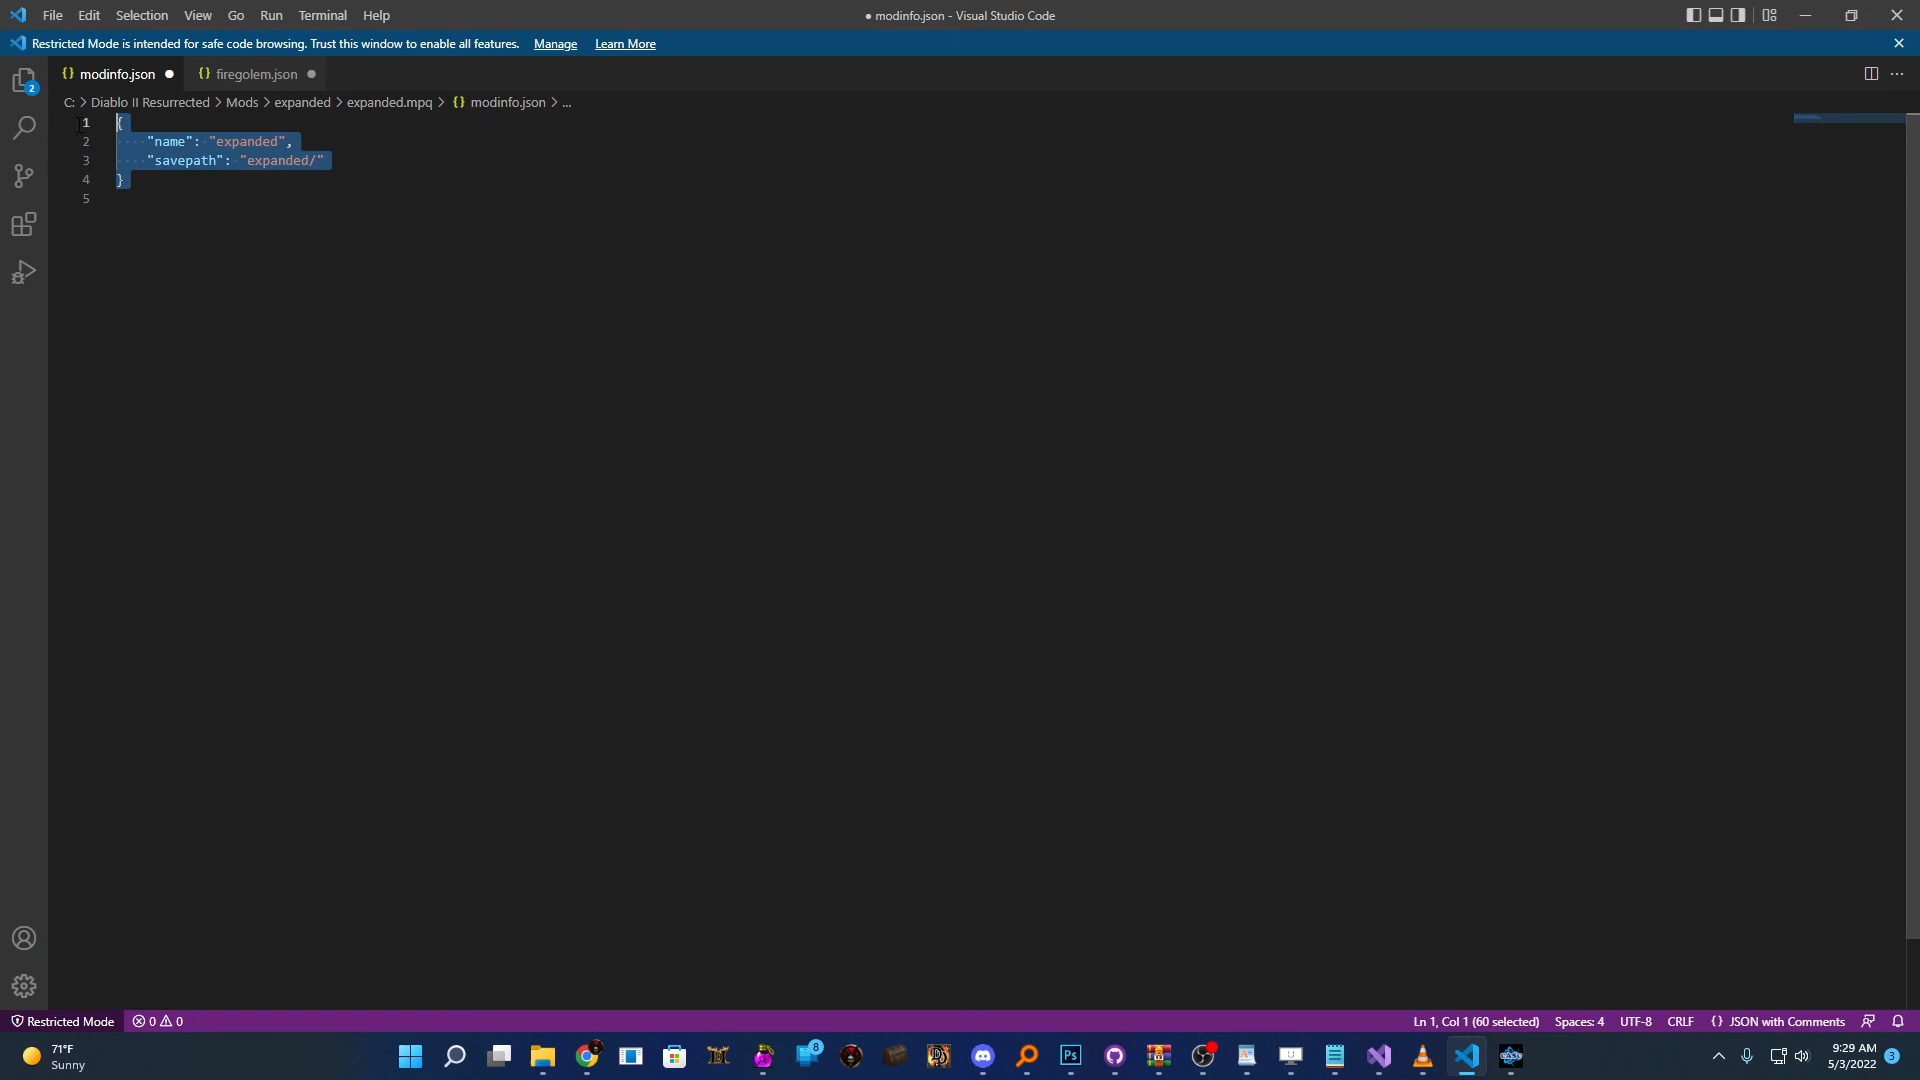 File Edit Selection View Go Run Terminal Help
● modinfo.json - Visual Studio Code
Restricted Mode is intended for safe code browsing. Trust this window to enable all features. Manage Learn More
{} modinfo.json ● {} firegolem.json ●
2
C: > Diablo II Resurrected > Mods > expanded > expanded.mpq > {} modinfo.json > ...
1 {
2 "name": "expanded",
3 "savepath": "expanded/"
4 }
5
Restricted Mode 0 0 Ln 1, Col 1 (60 selected) Spaces: 4 UTF-8 CRLF {} JSON with Comments
71°F
Sunny
8
Ps
9:29 AM
5/3/2022
3